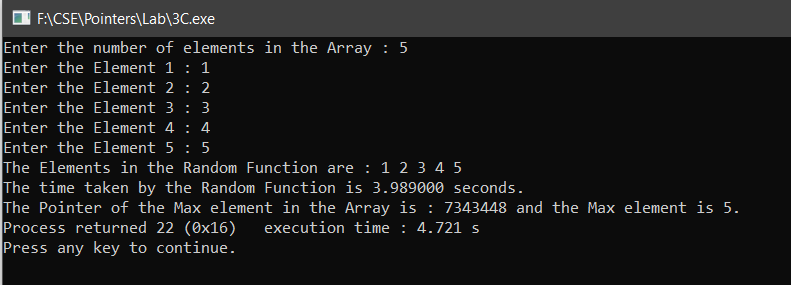 F:\CSE\Pointers\Lab\3C.exe
Enter the number of elements in the Array : 5
Enter the Element 1 : 1
Enter the Element 2 : 2
Enter the Element 3 : 3
Enter the Element 4 : 4
Enter the Element 5 : 5
The Elements in the Random Function are : 1 2 3 4 5
The time taken by the Random Function is 3.989000 seconds.
The Pointer of the Max element in the Array is : 7343448 and the Max element is 5.
Process returned 22 (0x16)   execution time : 4.721 s
Press any key to continue.